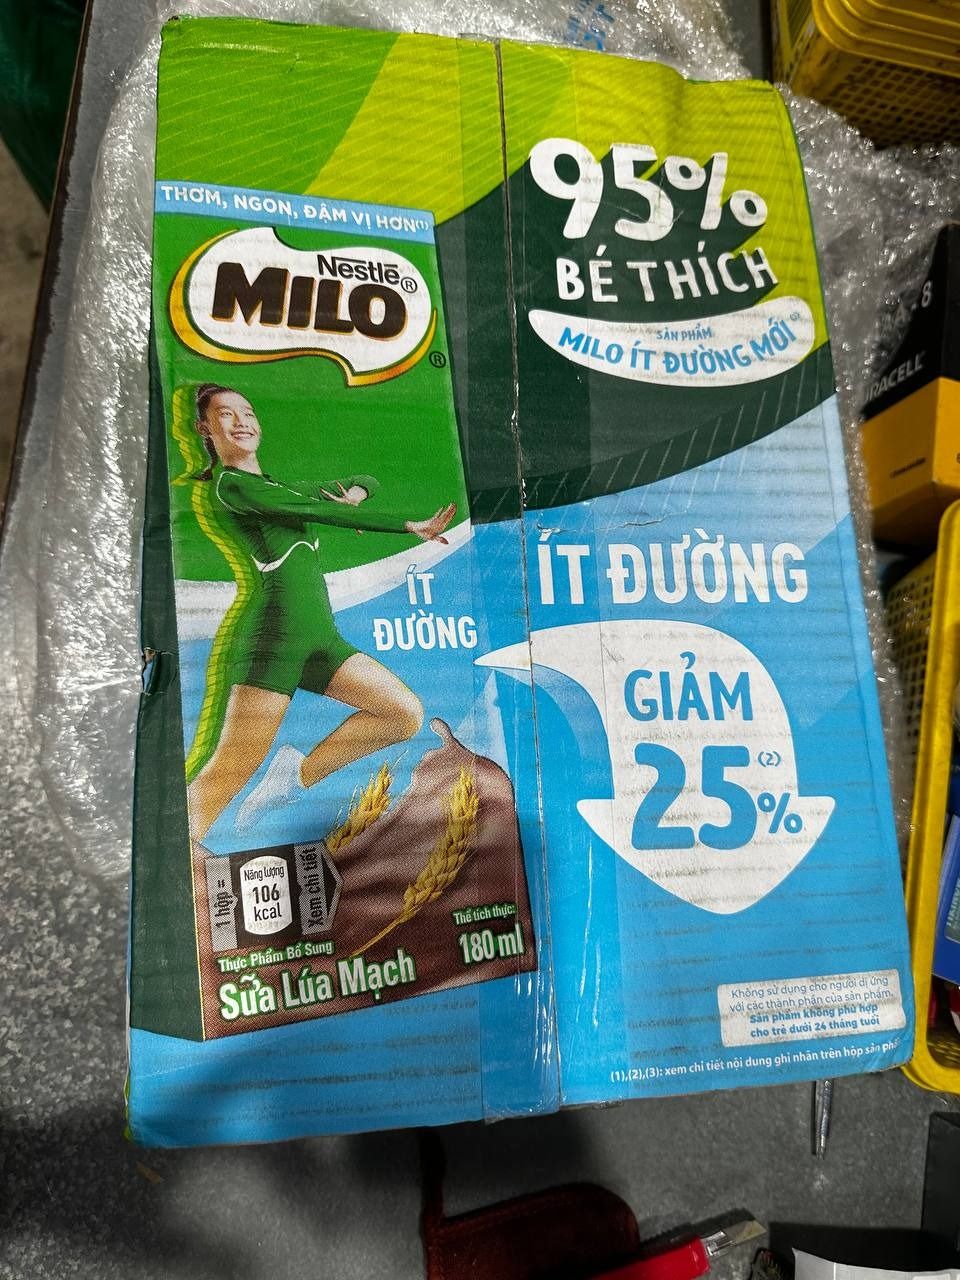 THƠM, NGON, ĐẬM VỊ HƠN(1)
Nestlé®
MILO
®
95%
BÉ THÍCH
SẢN PHẨM
MILO ÍT ĐƯỜNG MỚI
ÍT
ĐƯỜNG
ÍT ĐƯỜNG
GIẢM
25%(2)
1 hộp =
Năng lượng
106
kcal
Xem chi tiết
Thực Phẩm Bổ Sung
Sữa Lúa Mạch
Thể tích thực:
180 ml
Không sử dụng cho người dị ứng
với các thành phần của sản phẩm.
Sản phẩm không phù hợp
cho trẻ dưới 24 tháng tuổi
(1),(2),(3): xem chi tiết nội dung ghi nhãn trên hộp sản
8
RACELL